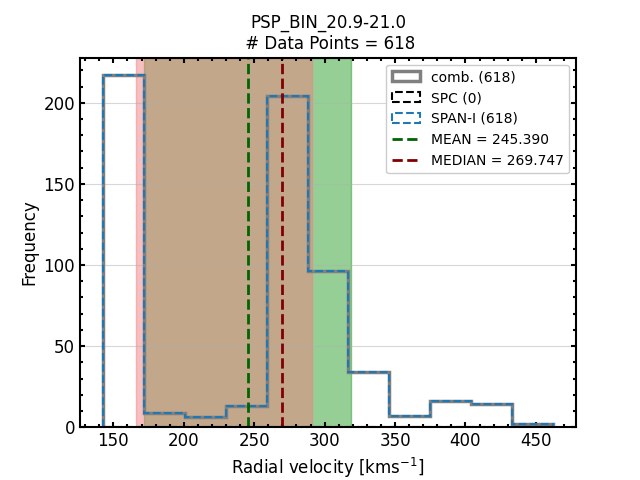 PSP_BIN_20.9-21.0
# Data Points = 618
comb. (618)
SPC (0)
SPAN-I (618)
MEAN = 245.390
MEDIAN = 269.747
Frequency
200
150
100
50
0
150 200 250 300 350 400 450
Radial velocity [kms⁻¹]